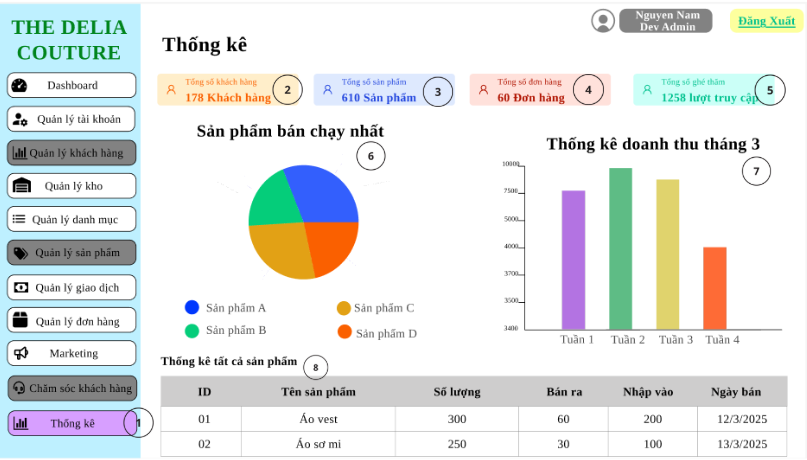 THE DELIA
COUTURE
Dashboard
Quản lý tài khoản
Quản lý khách hàng
Quản lý kho
Quản lý danh mục
Quản lý sản phẩm
Quản lý giao dịch
Quản lý đơn hàng
Marketing
Chăm sóc khách hàng
Thống kê
1
Nguyen Nam
Dev Admin
Đăng Xuất
Thống kê
Tổng số khách hàng
178 Khách hàng
2
Tổng số sản phẩm
610 Sản phẩm
3
Tổng số đơn hàng
60 Đơn hàng
4
Tổng số ghé thăm
1258 lượt truy cập
5
Sản phẩm bán chạy nhất
6
Sản phẩm A
Sản phẩm C
Sản phẩm B
Sản phẩm D
Thống kê doanh thu tháng 3
7
10000
7500
5000
4000
3700
3500
3400
Tuần 1 Tuần 2 Tuần 3 Tuần 4
Thống kê tất cả sản phẩm
8
ID Tên sản phẩm Số lượng Bán ra Nhập vào Ngày bán
01 Áo vest 300 60 200 12/3/2025
02 Áo sơ mi 250 30 100 13/3/2025